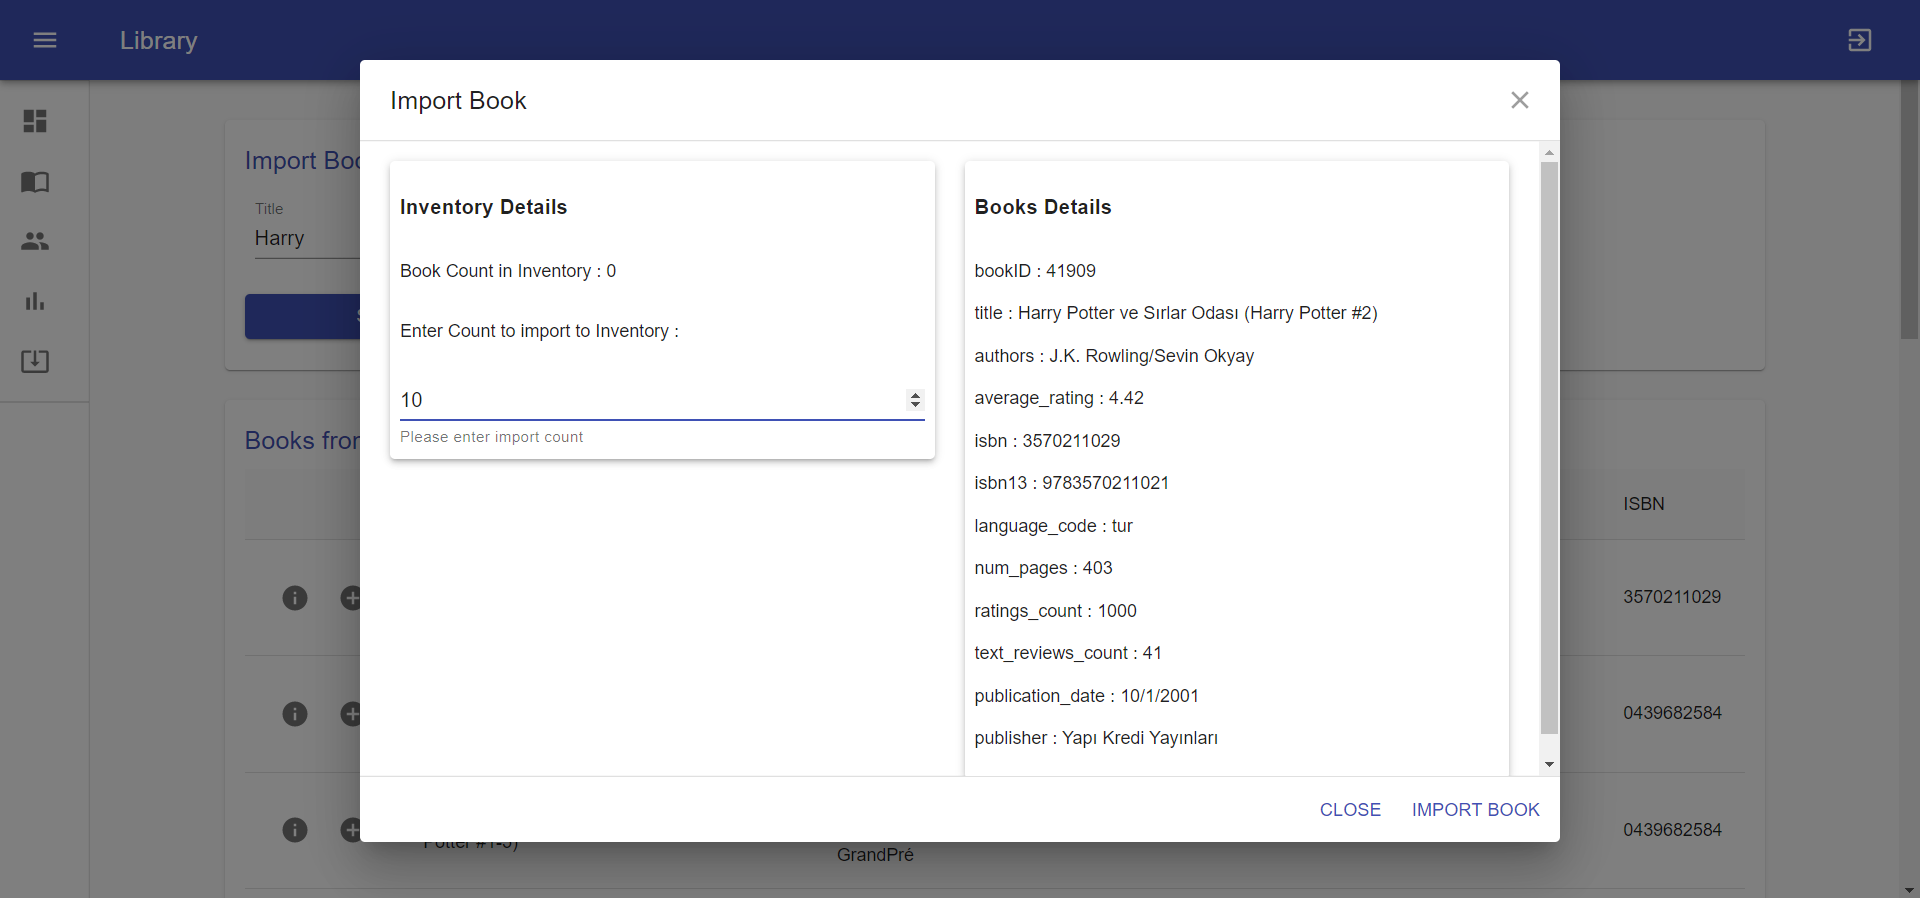 Library
Import Book
Import Boo
Title
Harry
Inventory Details
Book Count in Inventory : 0
Enter Count to import to Inventory :
10
Please enter import count
Books Details
bookID : 41909
title : Harry Potter ve Sırlar Odası (Harry Potter #2)
authors : J.K. Rowling/Sevin Okyay
average_rating : 4.42
isbn : 3570211029
isbn13 : 9783570211021
language_code : tur
num_pages : 403
ratings_count : 1000
text_reviews_count : 41
publication_date : 10/1/2001
publisher : Yapı Kredi Yayınları
CLOSE
IMPORT BOOK
Books from
ISBN
3570211029
0439682584
0439682584
Potter #1-5)
GrandPré